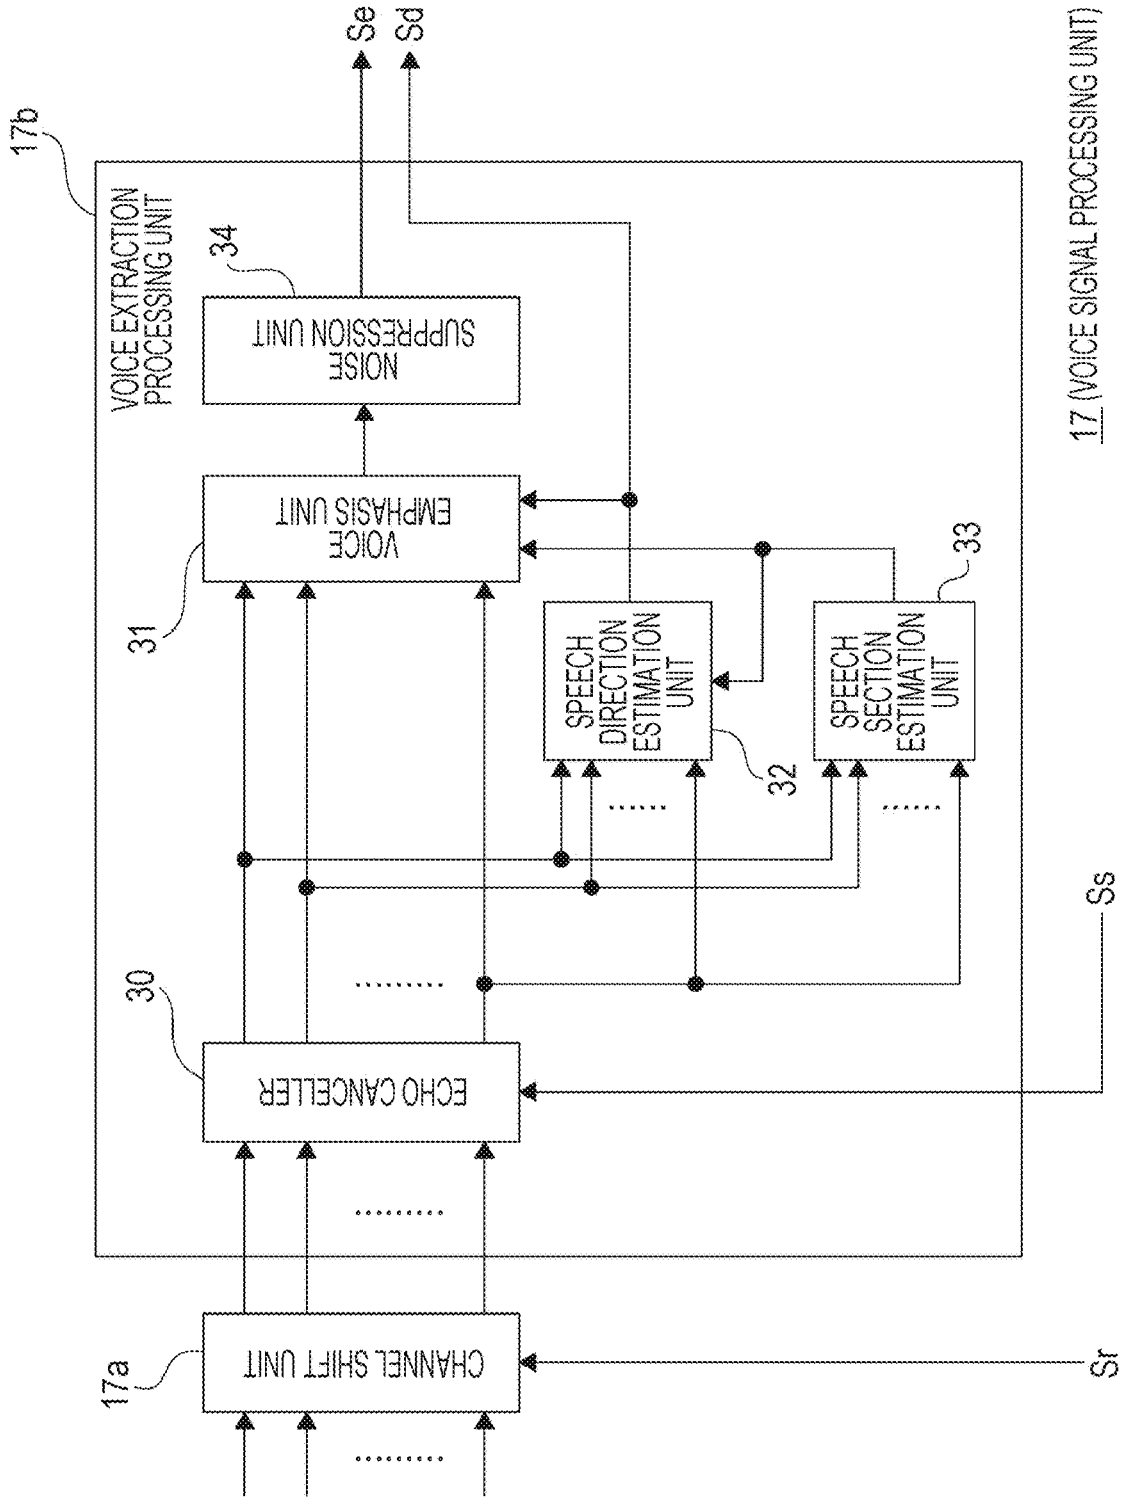 17b
VOICE EXTRACTION
PROCESSING UNIT
17a
CHANNEL SHIFT UNIT
Sr
30
ECHO CANCELLER
Ss
31
VOICE
EMPHASIS UNIT
34
NOISE
SUPPRESSION UNIT
Se
Sd
32
SPEECH
DIRECTION
ESTIMATION
UNIT
33
SPEECH
SECTION
ESTIMATION
UNIT
17 (VOICE SIGNAL PROCESSING UNIT)